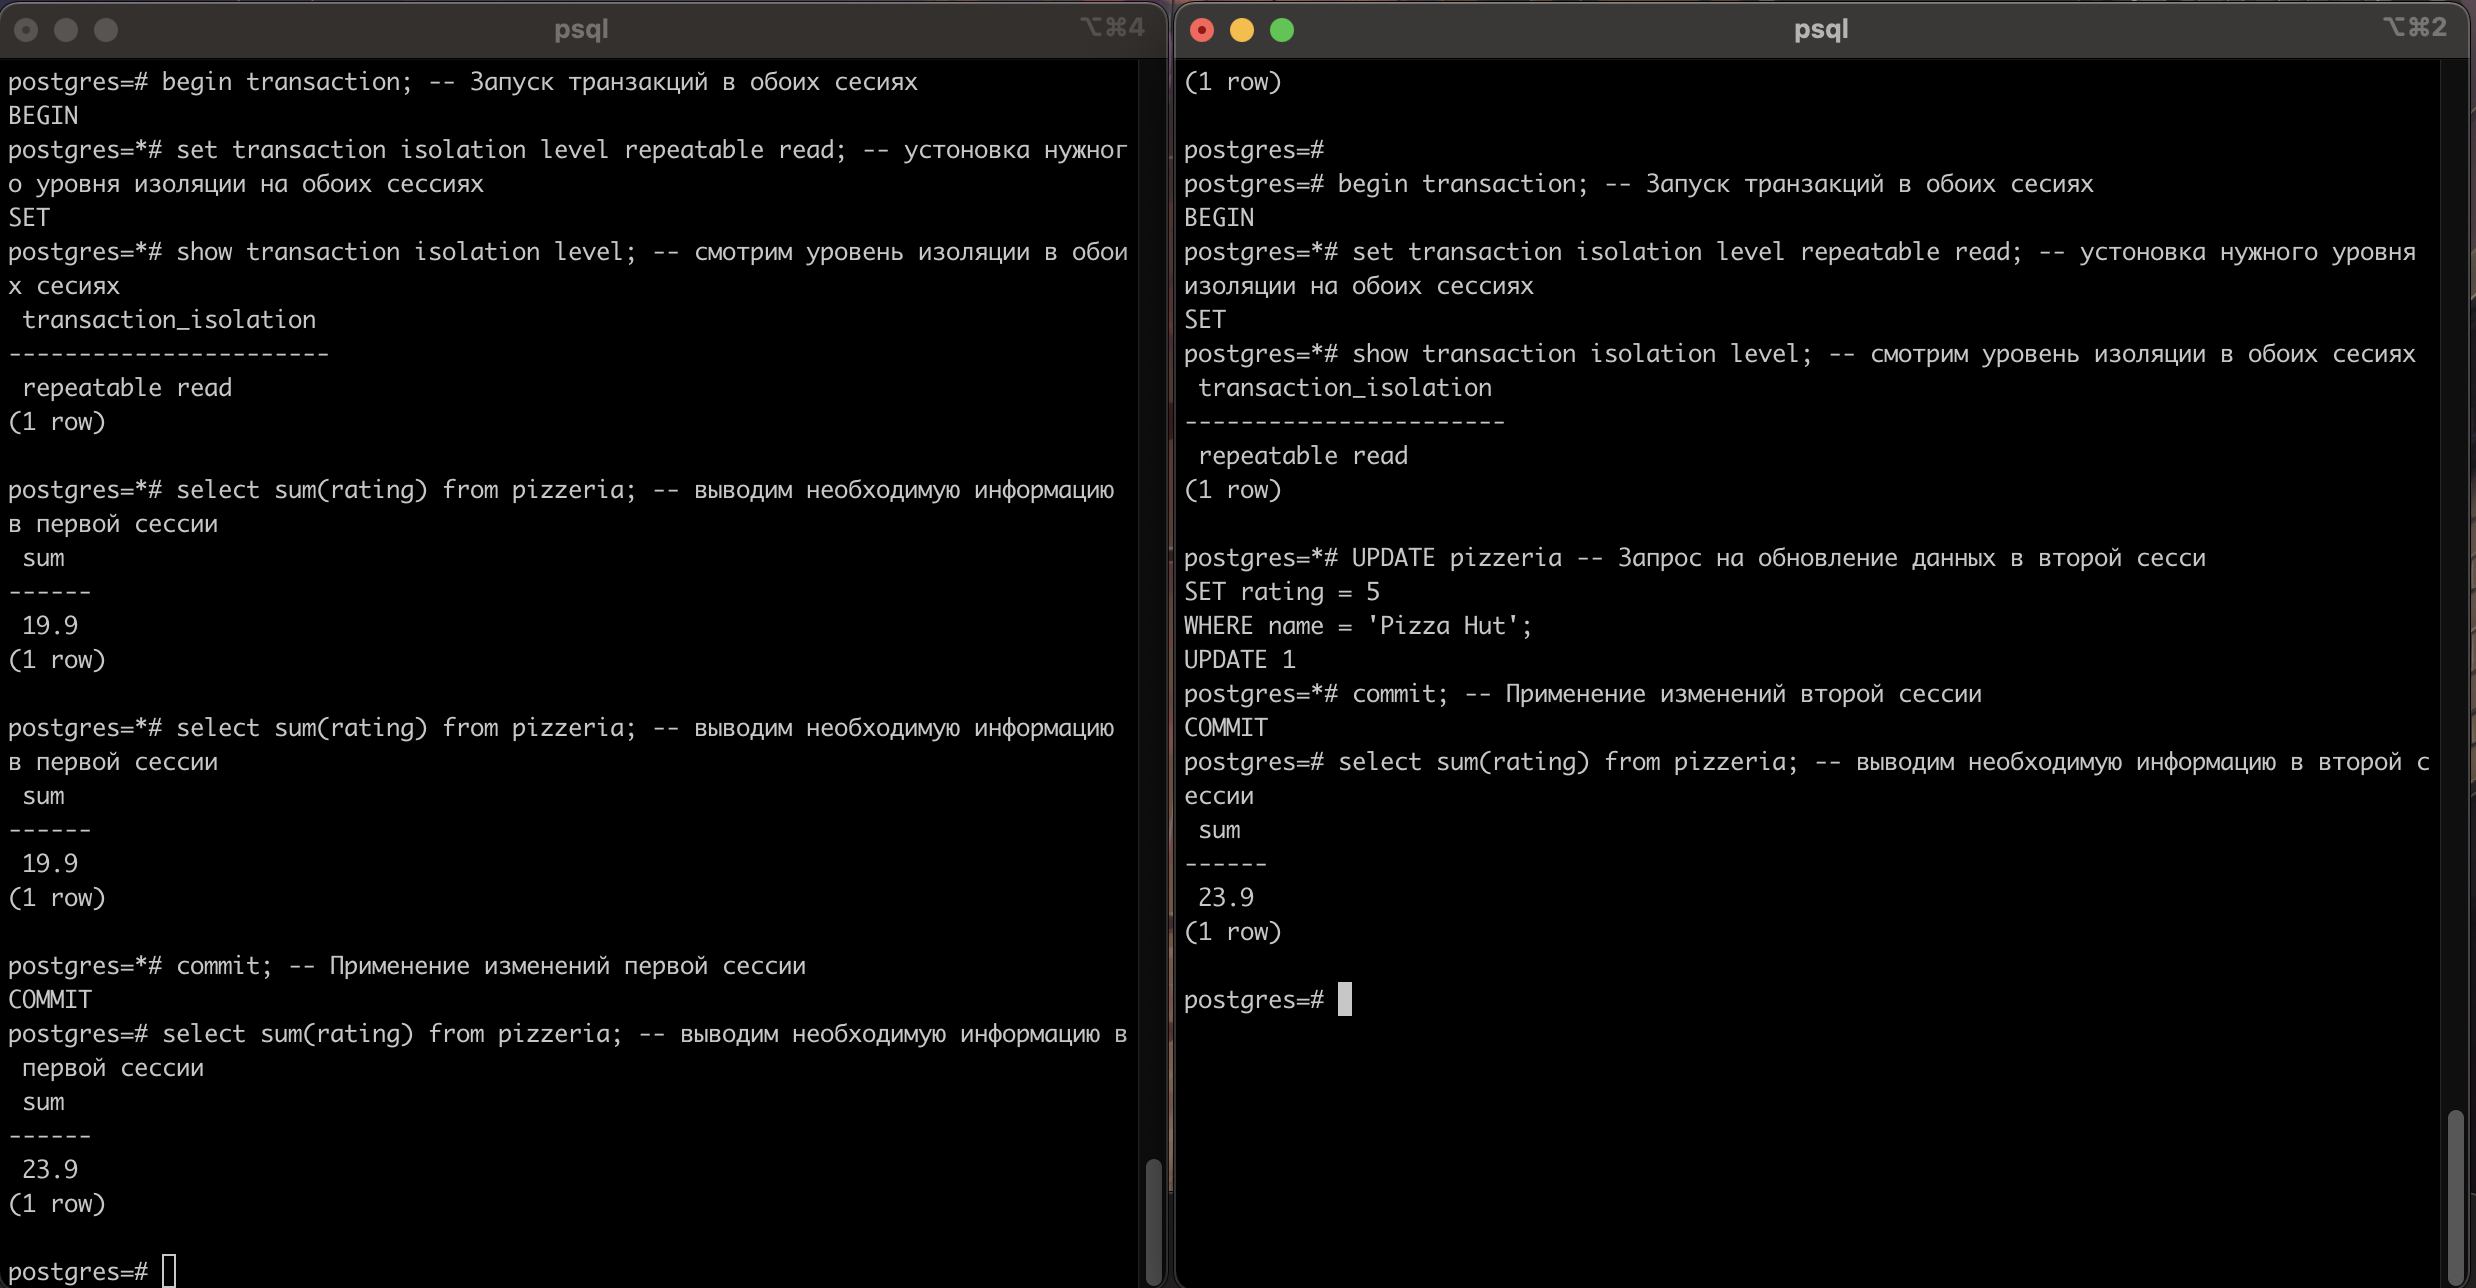 psql
⌥⌘4
postgres=# begin transaction; -- Запуск транзакций в обоих сесиях
BEGIN
postgres=*# set transaction isolation level repeatable read; -- устоновка нужног
о уровня изоляции на обоих сессиях
SET
postgres=*# show transaction isolation level; -- смотрим уровень изоляции в обои
х сесиях
 transaction_isolation
-----------------------
 repeatable read
(1 row)
postgres=*# select sum(rating) from pizzeria; -- выводим необходимую информацию
в первой сессии
 sum
------
 19.9
(1 row)
postgres=*# select sum(rating) from pizzeria; -- выводим необходимую информацию
в первой сессии
 sum
------
 19.9
(1 row)
postgres=*# commit; -- Применение изменений первой сессии
COMMIT
postgres=# select sum(rating) from pizzeria; -- выводим необходимую информацию в
 первой сессии
 sum
------
 23.9
(1 row)
postgres=#
psql
⌥⌘2
(1 row)
postgres=#
postgres=# begin transaction; -- Запуск транзакций в обоих сесиях
BEGIN
postgres=*# set transaction isolation level repeatable read; -- устоновка нужного уровня
изоляции на обоих сессиях
SET
postgres=*# show transaction isolation level; -- смотрим уровень изоляции в обоих сесиях
 transaction_isolation
-----------------------
 repeatable read
(1 row)
postgres=*# UPDATE pizzeria -- Запрос на обновление данных в второй сесси
SET rating = 5
WHERE name = 'Pizza Hut';
UPDATE 1
postgres=*# commit; -- Применение изменений второй сессии
COMMIT
postgres=# select sum(rating) from pizzeria; -- выводим необходимую информацию в второй с
ессии
 sum
------
 23.9
(1 row)
postgres=#